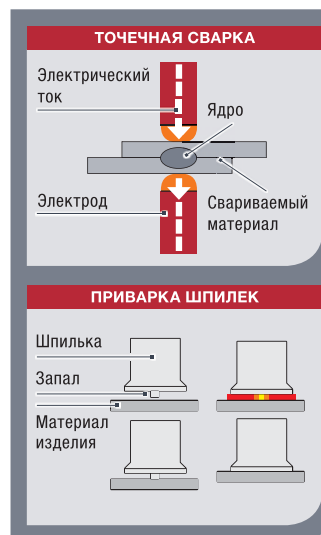 ТОЧЕЧНАЯ СВАРКА
Электрический
ток
Ядро
Электрод
Свариваемый
материал
ПРИВАРКА ШПИЛЕК
Шпилька
Запал
Материал
изделия